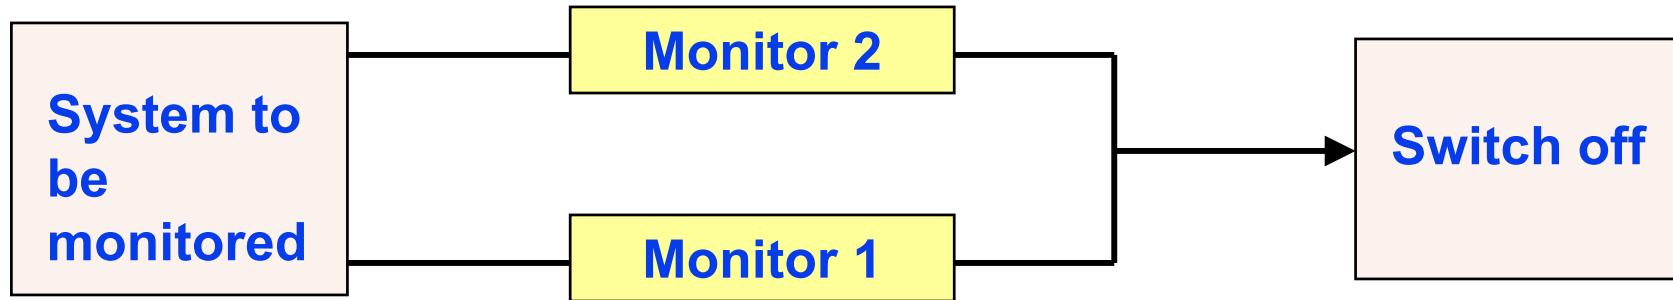 System to
be
monitored
Monitor 2
Monitor 1
Switch off